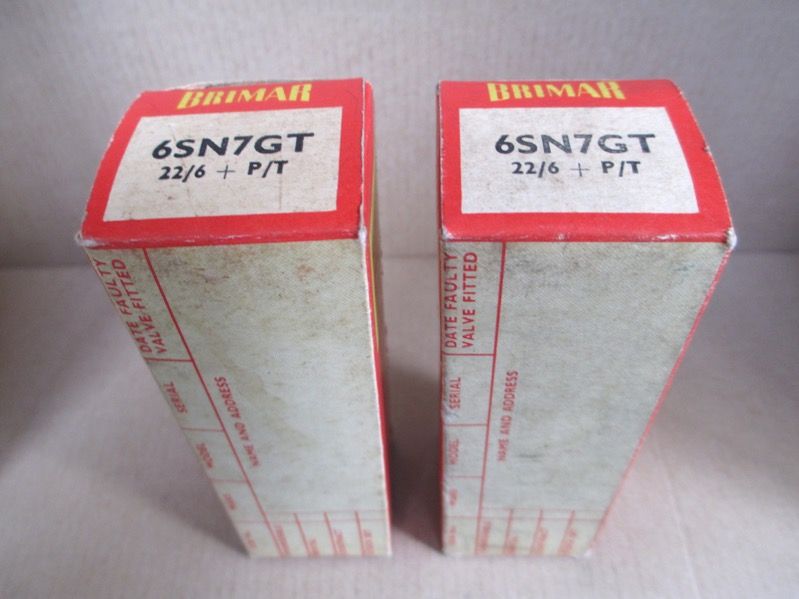 BRIMAR
6SN7GT
22/6 + P/T
DATE FAULTY
VALVE FITTED
SERIAL
MODEL
NAME AND ADDRESS
BRIMAR
6SN7GT
22/6 + P/T
DATE FAULTY
VALVE FITTED
SERIAL
MODEL
NAME AND ADDRESS